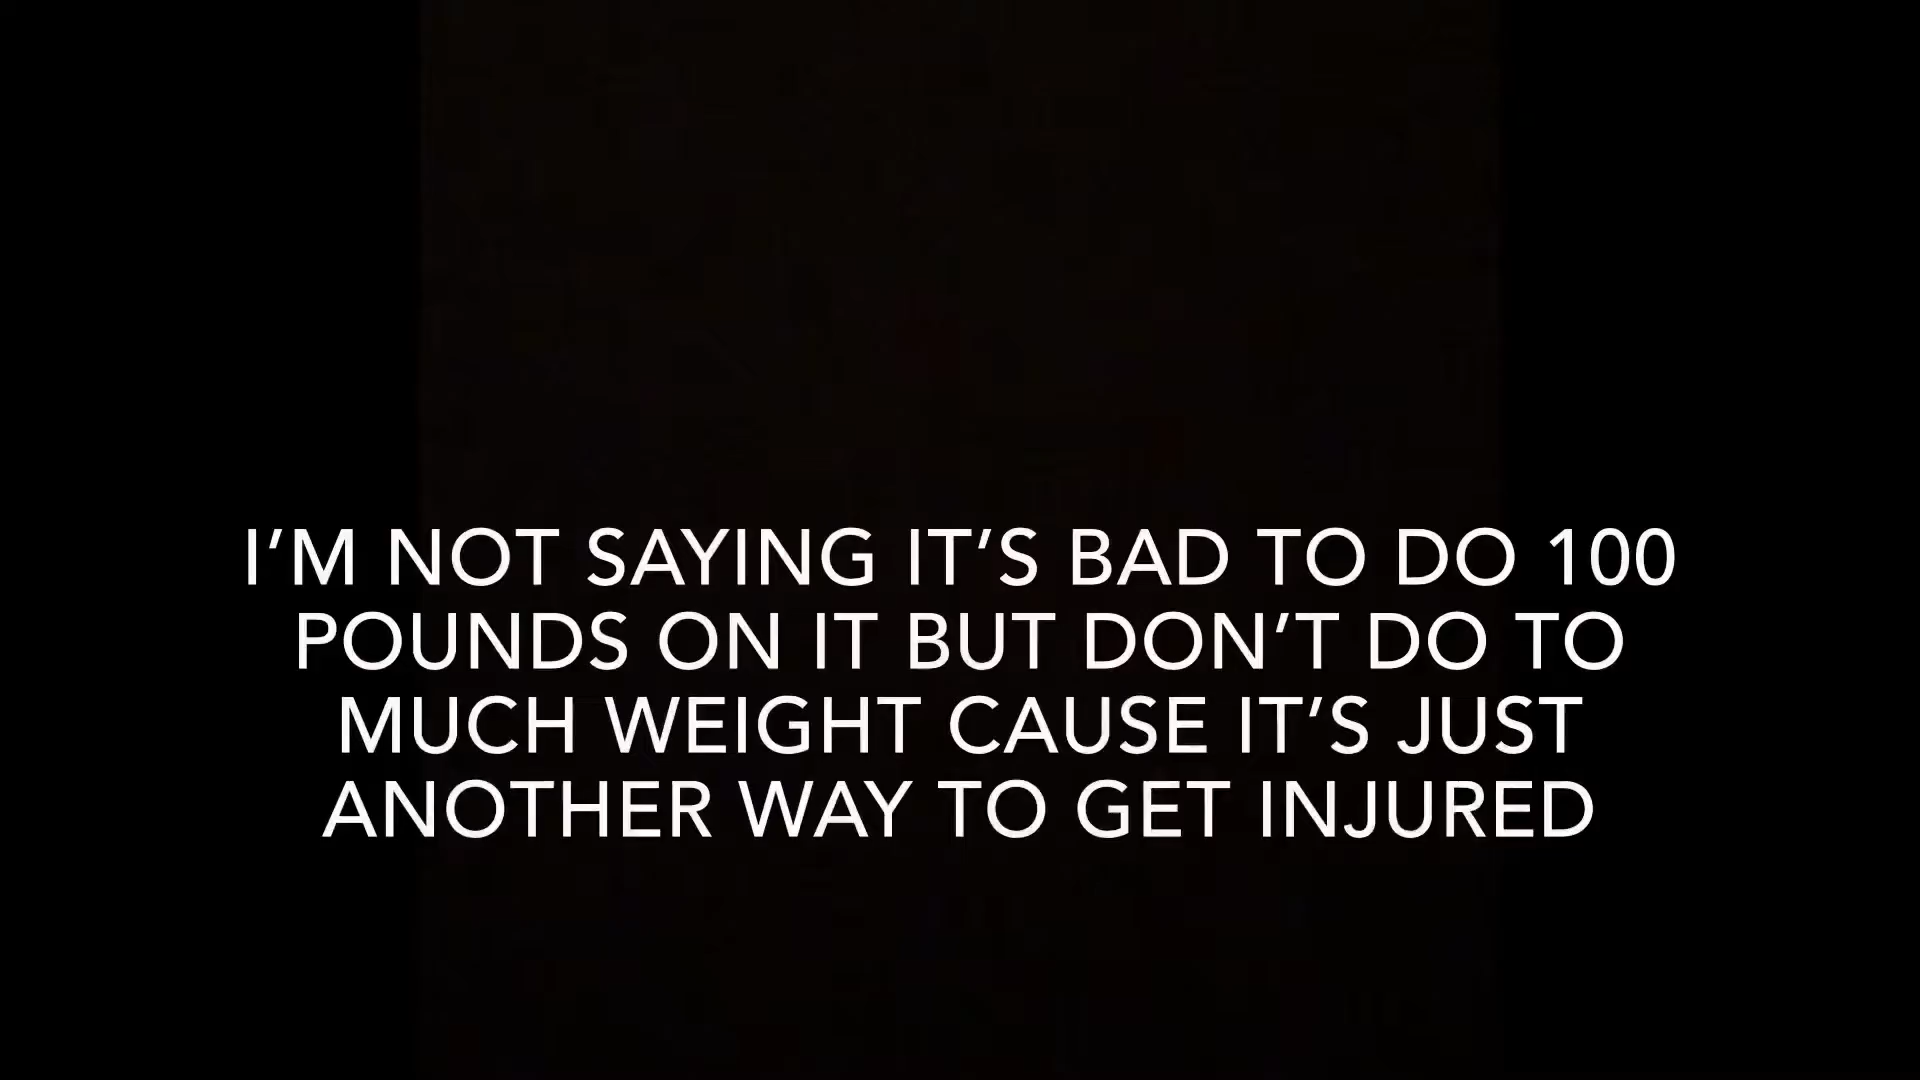 I’M NOT SAYING IT’S BAD TO DO 100
POUNDS ON IT BUT DON’T DO TO
MUCH WEIGHT CAUSE IT’S JUST
ANOTHER WAY TO GET INJURED